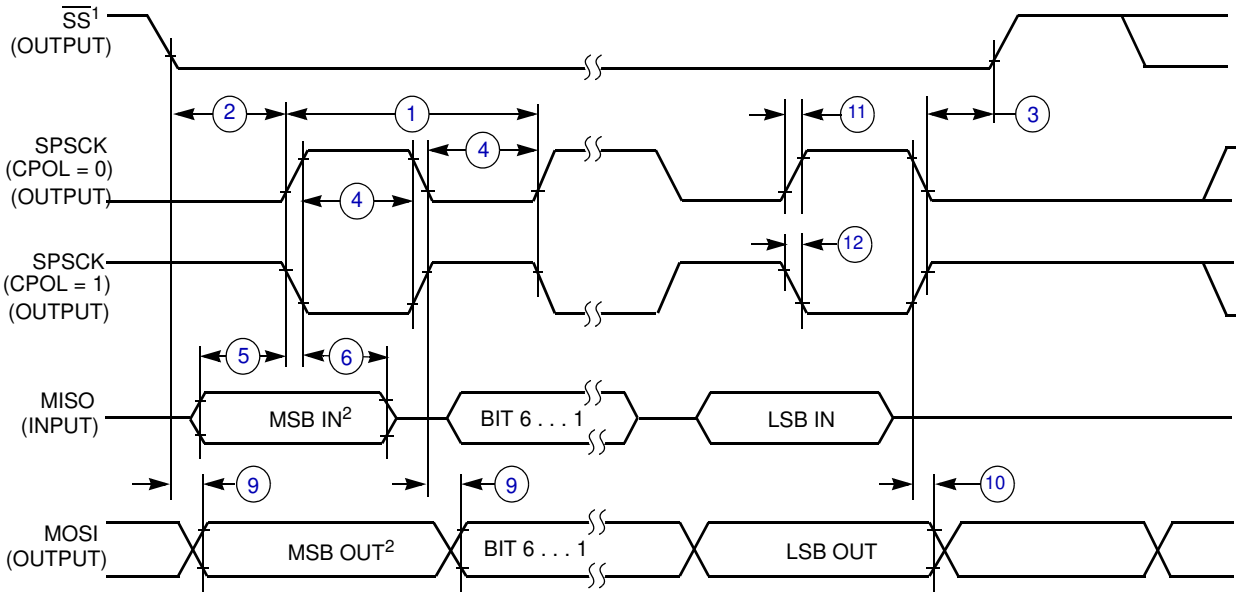 SS1
(OUTPUT)
2
1
11
3
SPSCK
(CPOL = 0)
(OUTPUT)
4
4
SPSCK
(CPOL = 1)
(OUTPUT)
12
5
6
MISO
(INPUT)
MSB IN2
BIT 6 . . . 1
LSB IN
9
9
10
MOSI
(OUTPUT)
MSB OUT2
BIT 6 . . . 1
LSB OUT